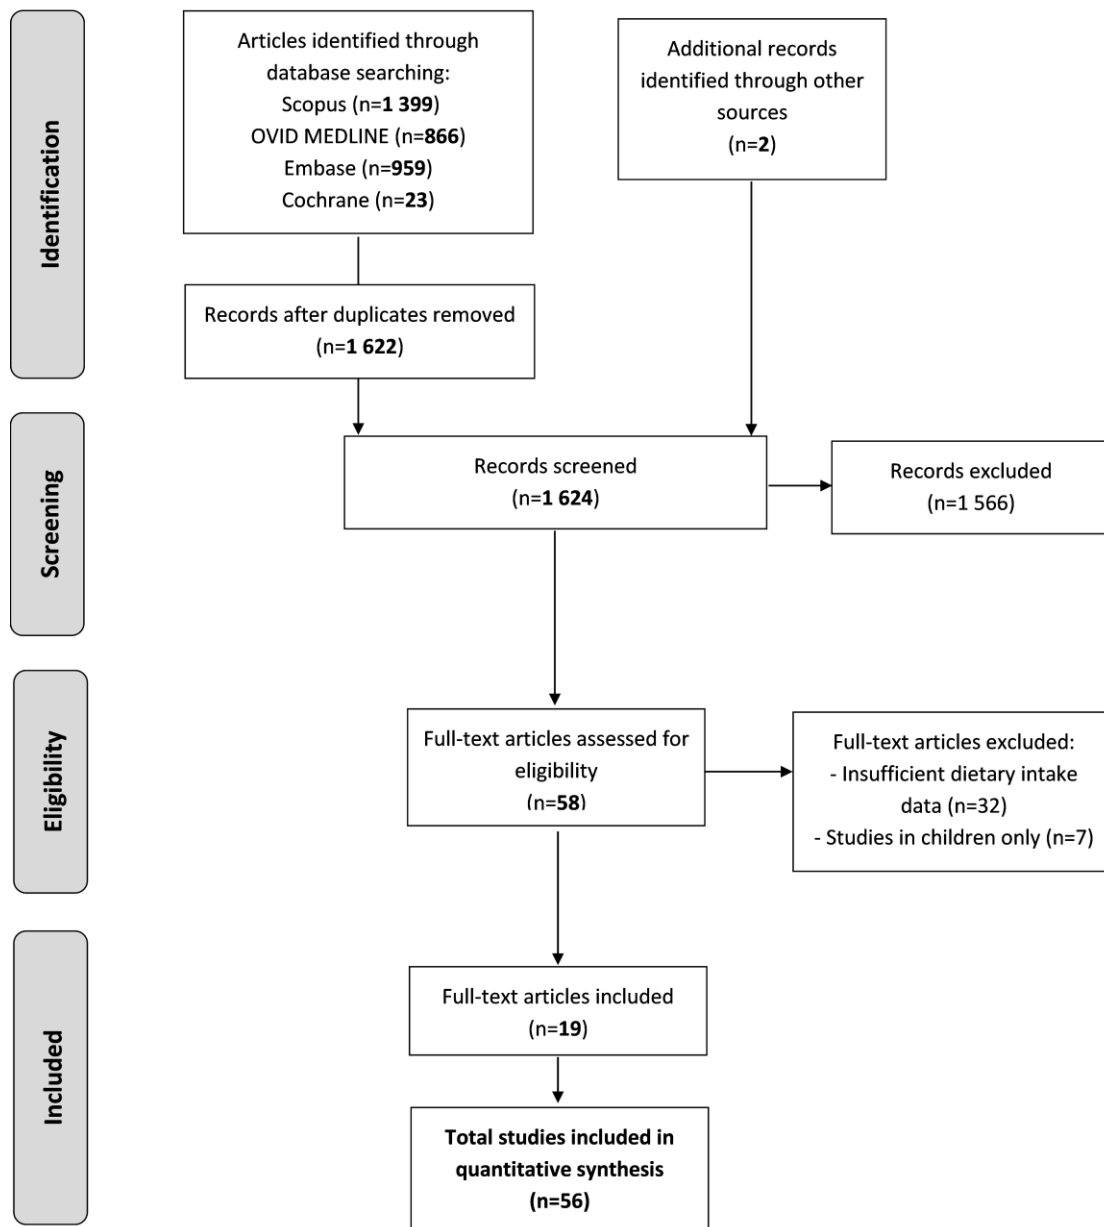 Identification
Articles identified through
database searching:
Scopus (n=1 399)
OVID MEDLINE (n=866)
Embase (n=959)
Cochrane (n=23)
Additional records
identified through other
sources
(n=2)
Records after duplicates removed
(n=1 622)
Screening
Records screened
(n=1 624)
Records excluded
(n=1 566)
Eligibility
Full-text articles assessed for
eligibility
(n=58)
Full-text articles excluded:
- Insufficient dietary intake
data (n=32)
- Studies in children only (n=7)
Included
Full-text articles included
(n=19)
Total studies included in
quantitative synthesis
(n=56)